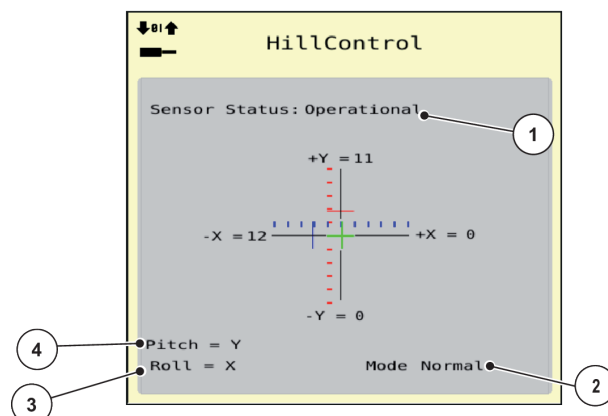 HillControl
Sensor Status: Operational
1
+Y = 11
-X = 12
+X = 0
-Y = 0
4
Pitch = Y
3
Roll = X
Mode Normal
2